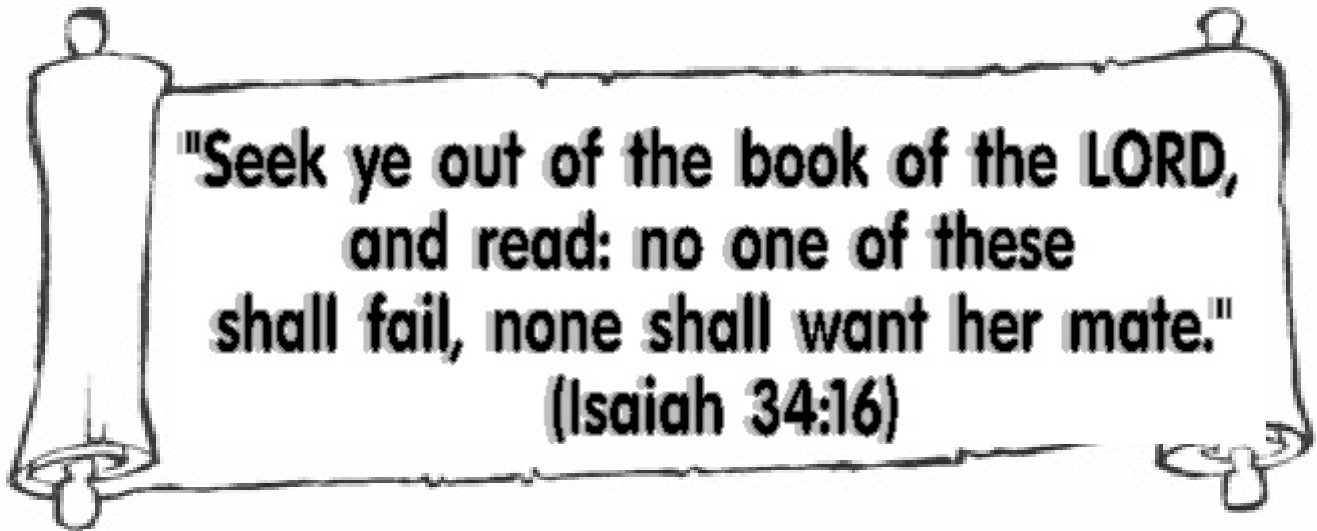 "Seek ye out of the book of the LORD,
and read: no one of these
shall fail, none shall want her mate."
(Isaiah 34:16)